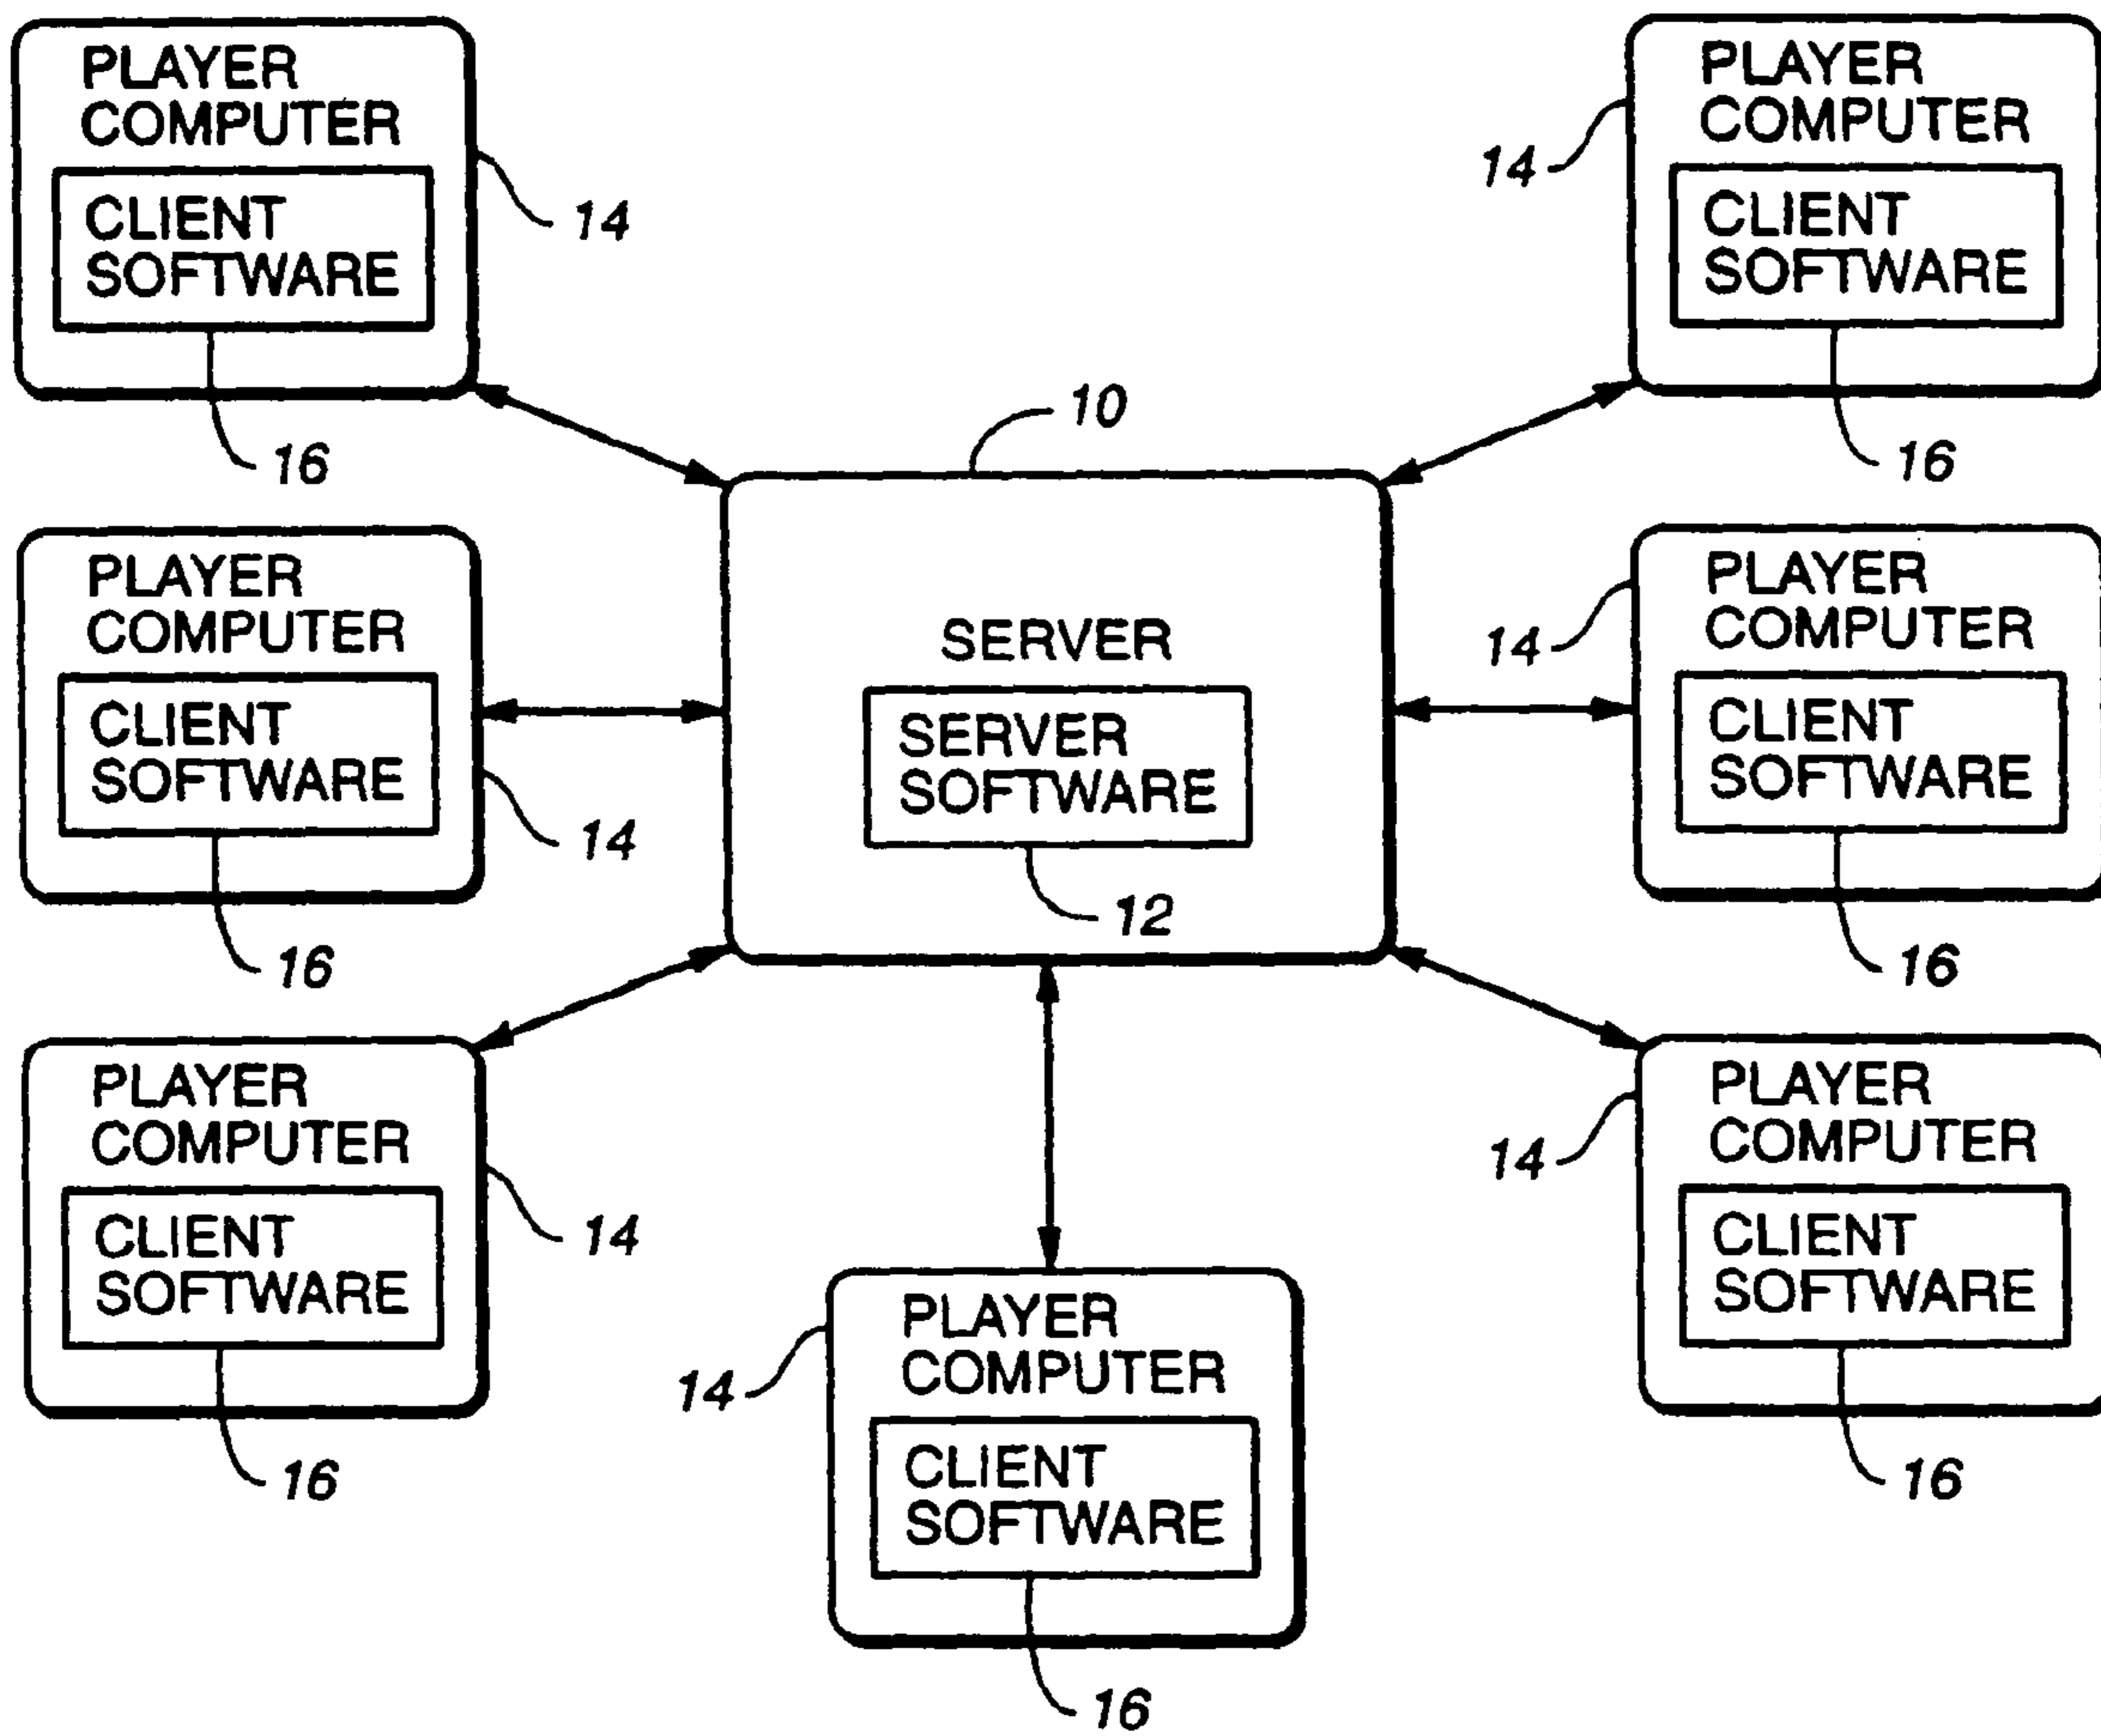 PLAYER
COMPUTER
CLIENT
SOFTWARE
14
16
PLAYER
COMPUTER
CLIENT
SOFTWARE
14
16
10
SERVER
SERVER
SOFTWARE
12
PLAYER
COMPUTER
CLIENT
SOFTWARE
14
16
PLAYER
COMPUTER
CLIENT
SOFTWARE
14
16
PLAYER
COMPUTER
CLIENT
SOFTWARE
14
16
PLAYER
COMPUTER
CLIENT
SOFTWARE
14
16
PLAYER
COMPUTER
CLIENT
SOFTWARE
14
16